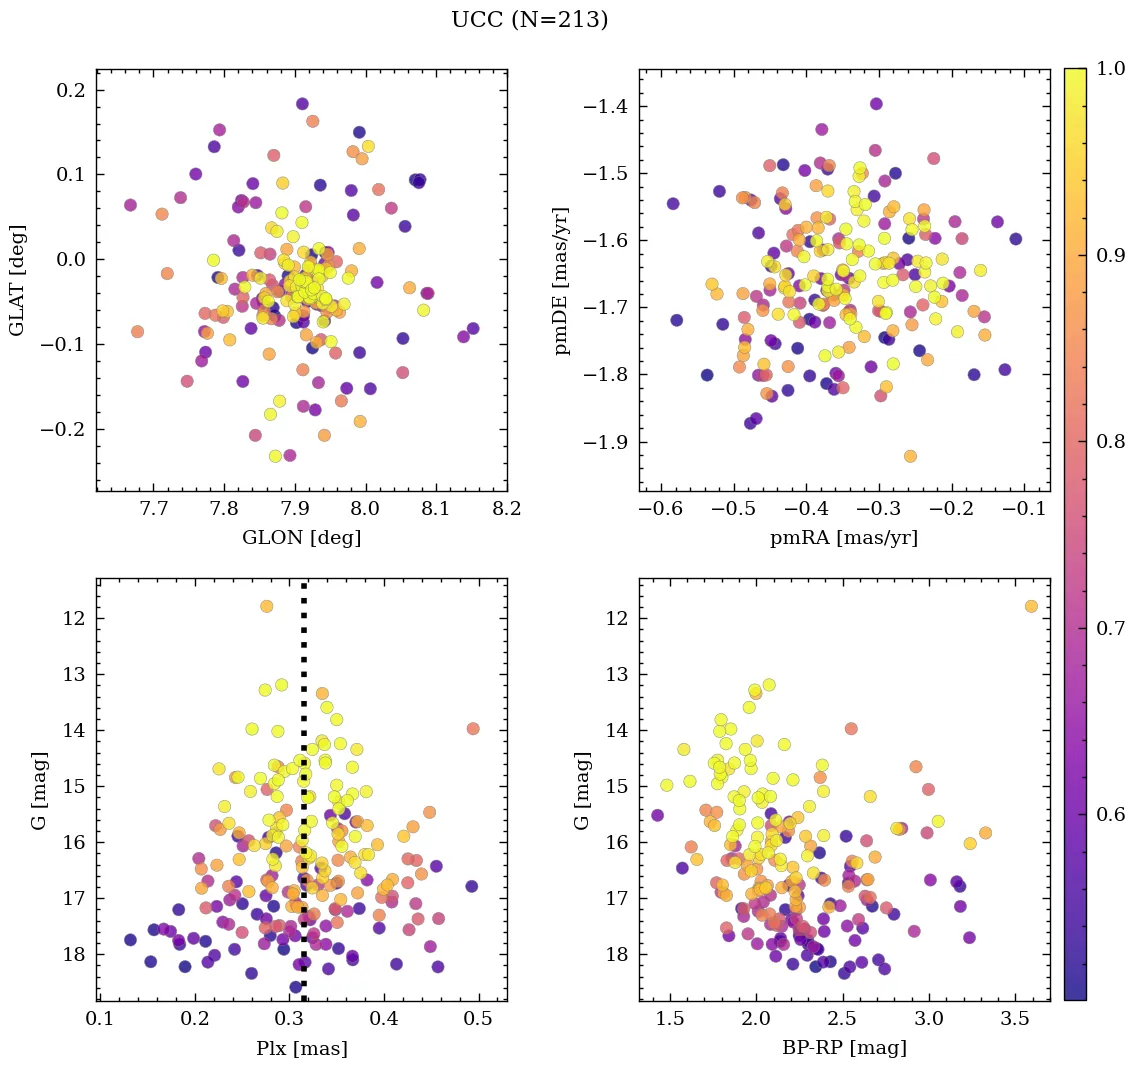 UCC (N=213)
0.2
0.1
0.0
−0.1
−0.2
GLAT [deg]
7.7 7.8 7.9 8.0 8.1 8.2
GLON [deg]
−1.4
−1.5
−1.6
−1.7
−1.8
−1.9
pmDE [mas/yr]
−0.6 −0.5 −0.4 −0.3 −0.2 −0.1
pmRA [mas/yr]
12
13
14
15
16
17
18
G [mag]
0.1 0.2 0.3 0.4 0.5
Plx [mas]
12
13
14
15
16
17
18
G [mag]
1.5 2.0 2.5 3.0 3.5
BP-RP [mag]
1.0
0.9
0.8
0.7
0.6